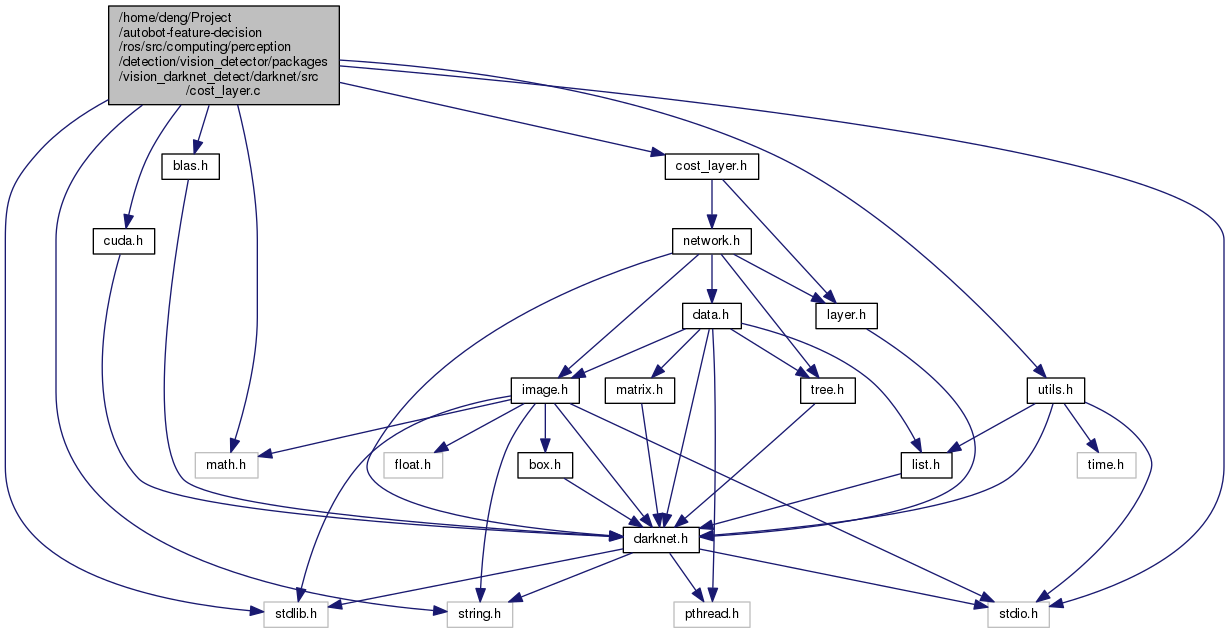 /home/deng/Project
/autobot-feature-decision
/ros/src/computing/perception
/detection/vision_detector/packages
/vision_darknet_detect/darknet/src
/cost_layer.c
blas.h
cost_layer.h
cuda.h
network.h
data.h
layer.h
image.h
matrix.h
tree.h
utils.h
math.h
float.h
box.h
list.h
time.h
darknet.h
stdlib.h
string.h
pthread.h
stdio.h